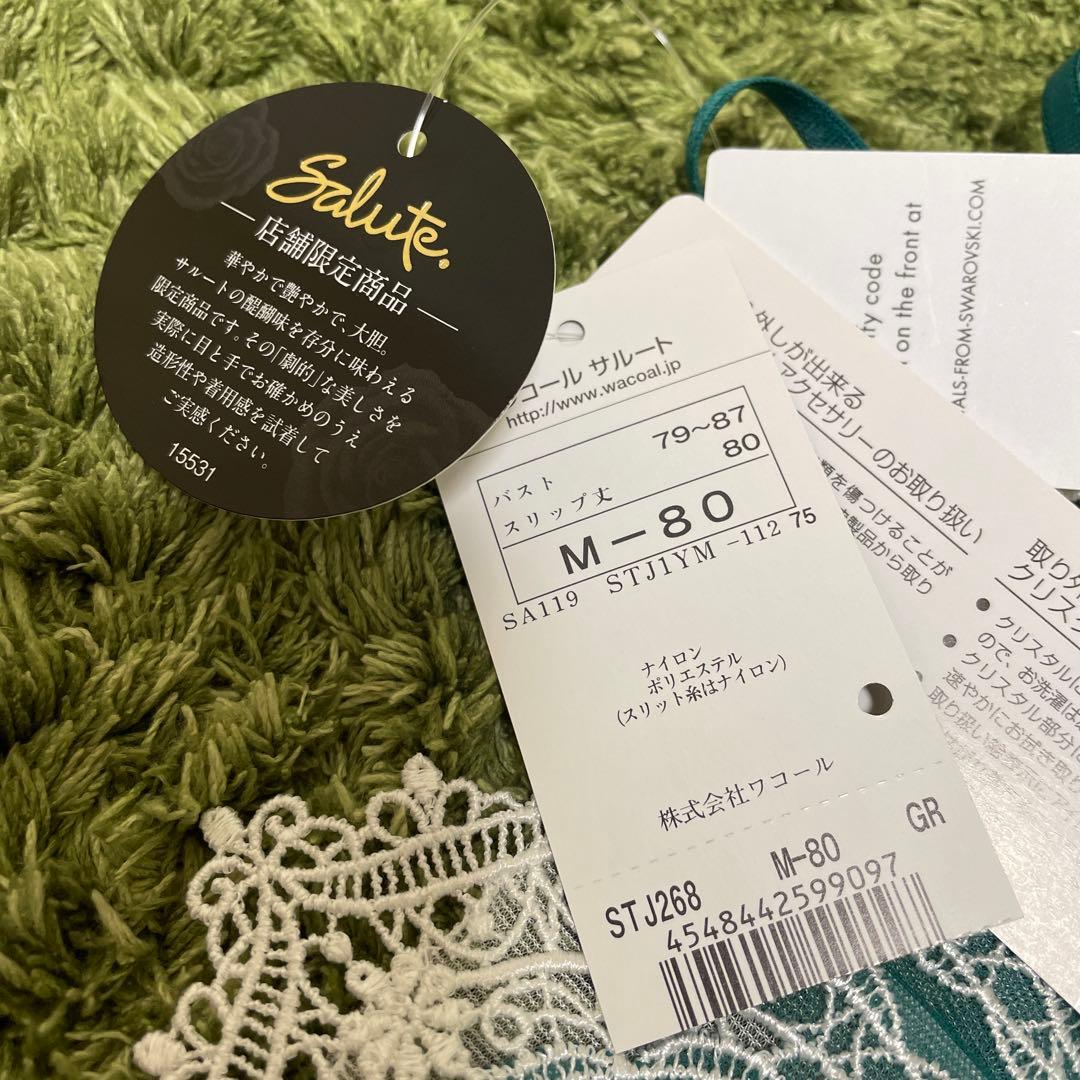 Salute.
店舗限定商品
華やかで艶やかで、大胆。
サルートの醍醐味を存分に味わえる
限定商品です。その「劇的」な美しさを
実際に目と手でお確かめのうえ
造形性や着用感を試着して
ご実感ください。
15531
コール サルート
http://www.wacoal.jp
バスト 79～87
スリップ丈 80
M-80
SA119 STJ1YM -112 75
ナイロン
ポリエステル
(スリット糸はナイロン)
株式会社ワコール
GR
M-80
STJ268
4548442599097
code
on the front at
ALS-FROM-SWAROVSKI.COM
しが出来る
アクセサリーのお取り扱い
を傷つけることが
製品から取り
取り外
クリス
クリスタルに
ので、お洗濯は
クリスタル部分に
速やかにお拭き取り